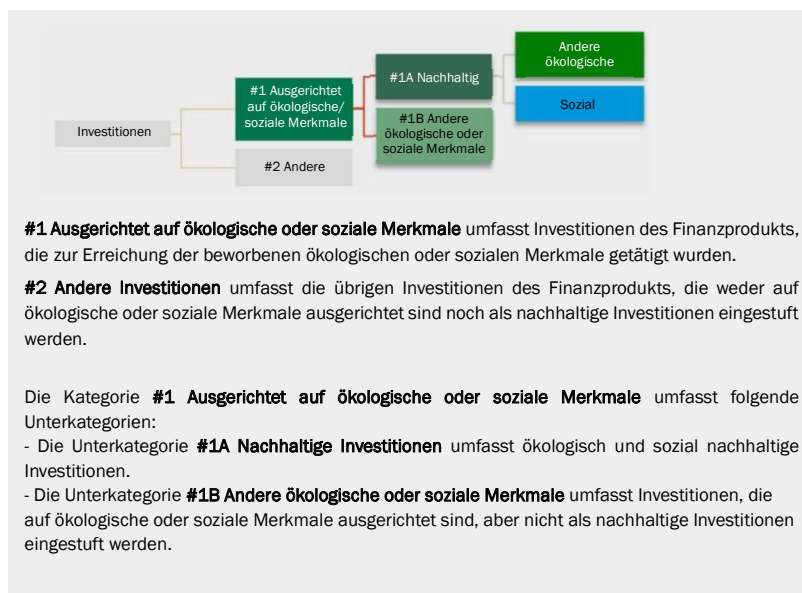 Investitionen
#1 Ausgerichtet
auf ökologische/
soziale Merkmale
#2 Andere
#1A Nachhaltig
#1B Andere
ökologische oder
soziale Merkmale
Andere
ökologische
Sozial
#1 Ausgerichtet auf ökologische oder soziale Merkmale umfasst Investitionen des Finanzprodukts,
die zur Erreichung der beworbenen ökologischen oder sozialen Merkmale getätigt wurden.
#2 Andere Investitionen umfasst die übrigen Investitionen des Finanzprodukts, die weder auf
ökologische oder soziale Merkmale ausgerichtet sind noch als nachhaltige Investitionen eingestuft
werden.
Die Kategorie #1 Ausgerichtet auf ökologische oder soziale Merkmale umfasst folgende
Unterkategorien:
- Die Unterkategorie #1A Nachhaltige Investitionen umfasst ökologisch und sozial nachhaltige
Investitionen.
- Die Unterkategorie #1B Andere ökologische oder soziale Merkmale umfasst Investitionen, die
auf ökologische oder soziale Merkmale ausgerichtet sind, aber nicht als nachhaltige Investitionen
eingestuft werden.